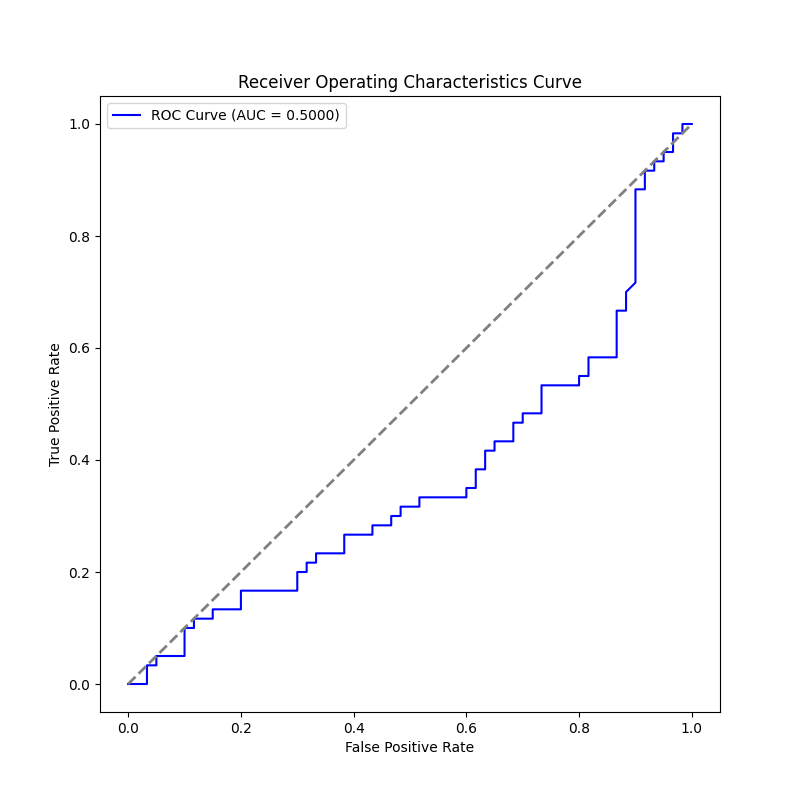 Receiver Operating Characteristics Curve
ROC Curve (AUC = 0.5000)
1.0
0.8
0.6
0.4
0.2
0.0
True Positive Rate
0.0 0.2 0.4 0.6 0.8 1.0
False Positive Rate